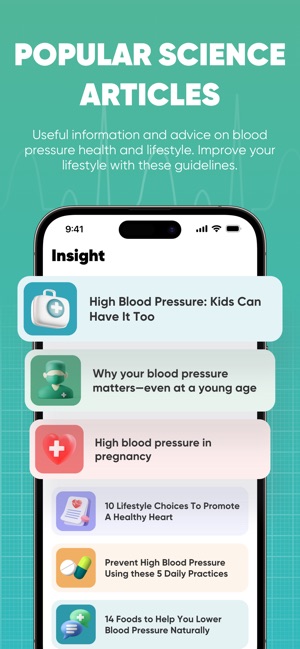 POPULAR SCIENCE
ARTICLES
Useful information and advice on blood
pressure health and lifestyle. Improve your
lifestyle with these guidelines.
9:41
Insight
High Blood Pressure: Kids Can
Have It Too
Why your blood pressure
matters—even at a young age
High blood pressure in
pregnancy
10 Lifestyle Choices To Promote
A Healthy Heart
Prevent High Blood Pressure
Using these 5 Daily Practices
14 Foods to Help You Lower
Blood Pressure Naturally